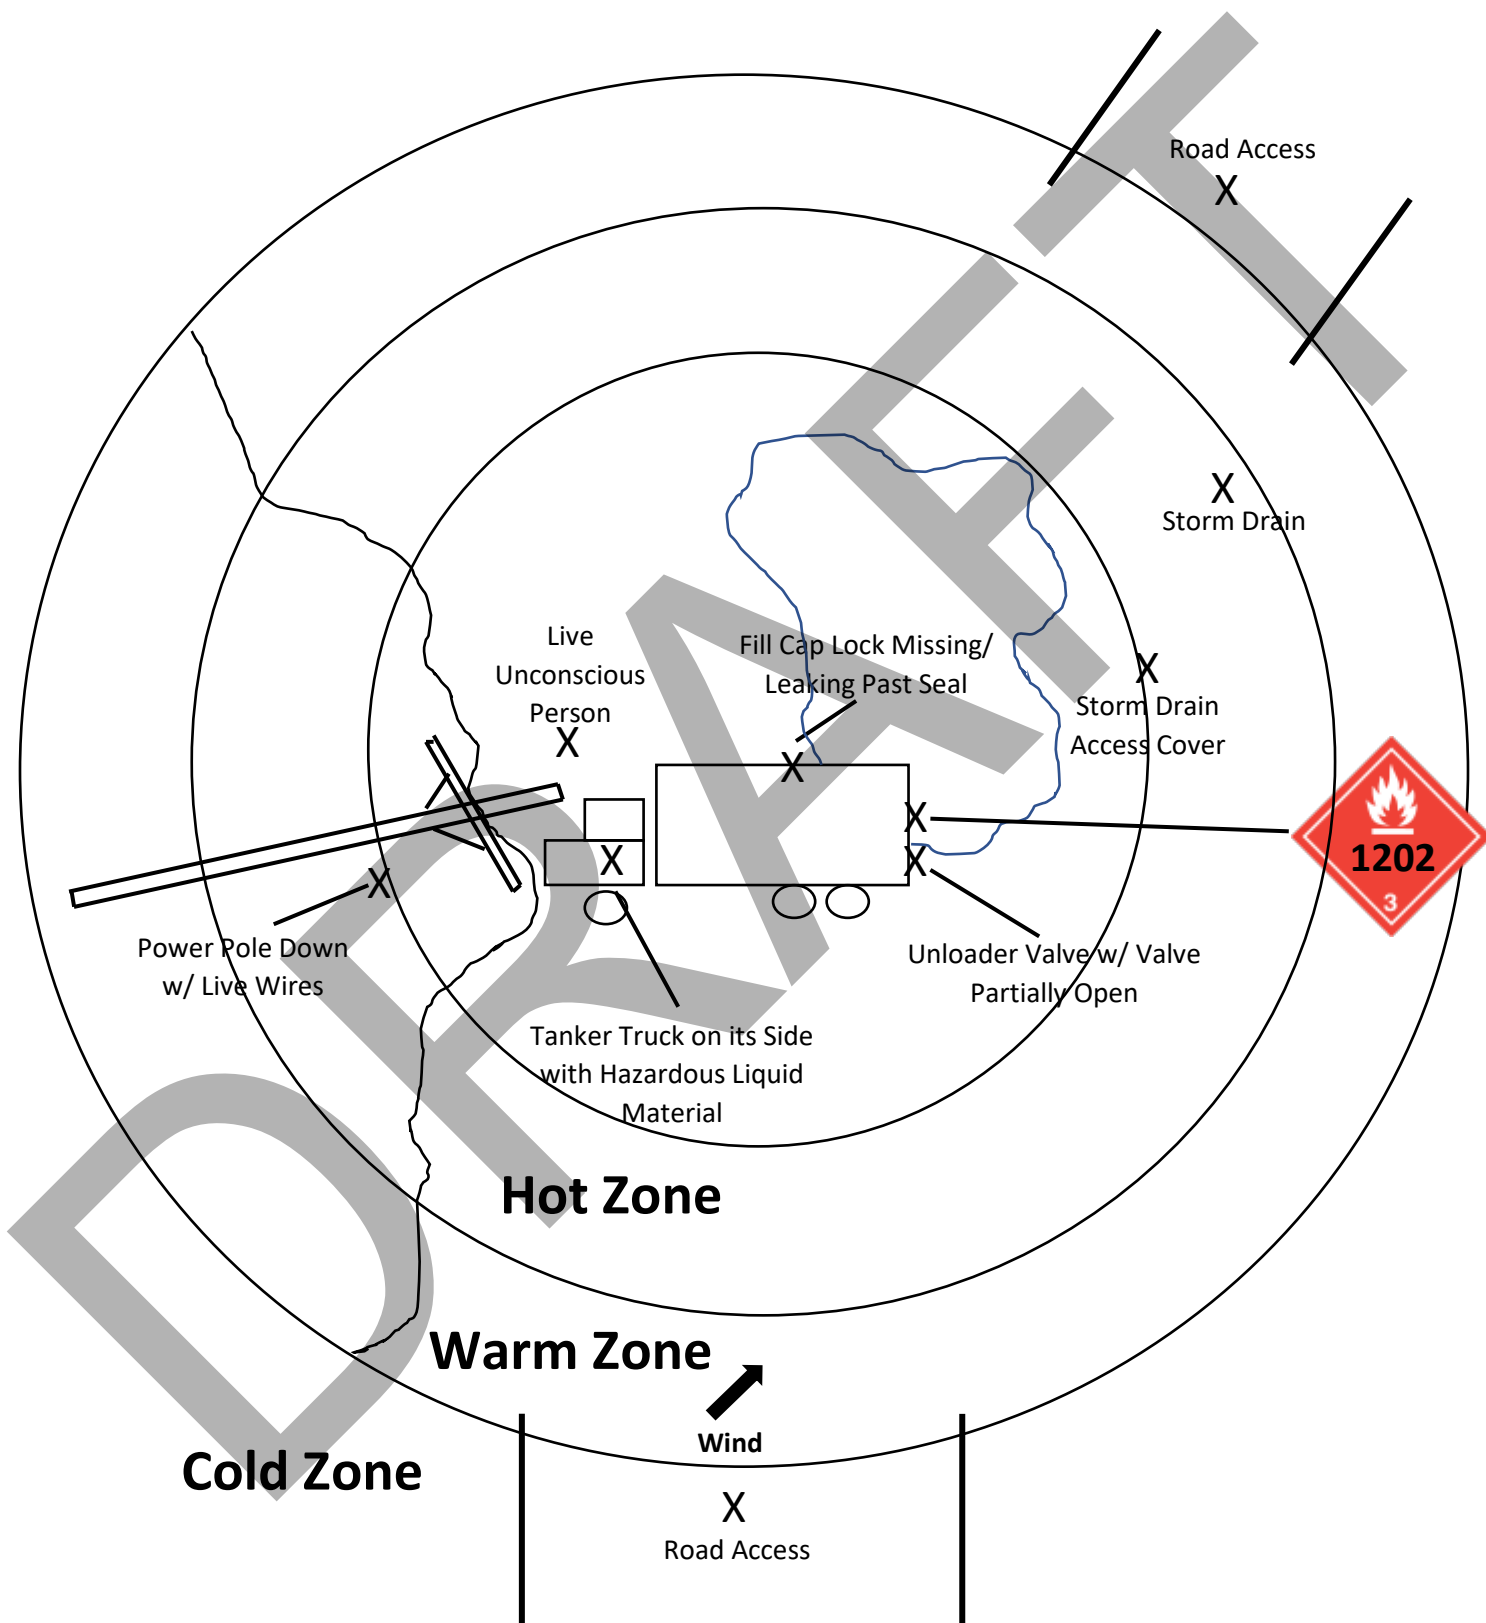 Road Access
X
X
Storm Drain
Live
Unconscious
Person
X
Fill Cap Lock Missing/
Leaking Past Seal
X
X
Storm Drain
Access Cover
X
X
X
X
1202
3
Power Pole Down
w/ Live Wires
Unloader Valve w/ Valve
Partially Open
Tanker Truck on its Side
with Hazardous Liquid
Material
Hot Zone
Warm Zone
Wind
Cold Zone
X
Road Access
DRAFT